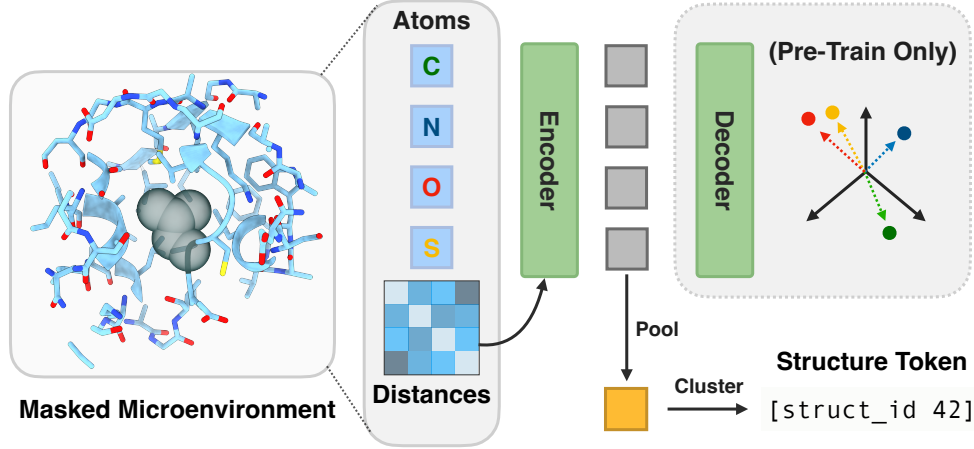 Atoms
C
N
O
S
Distances
Masked Microenvironment
Encoder
Pool
Decoder
(Pre-Train Only)
Cluster
Structure Token
[struct_id 42]